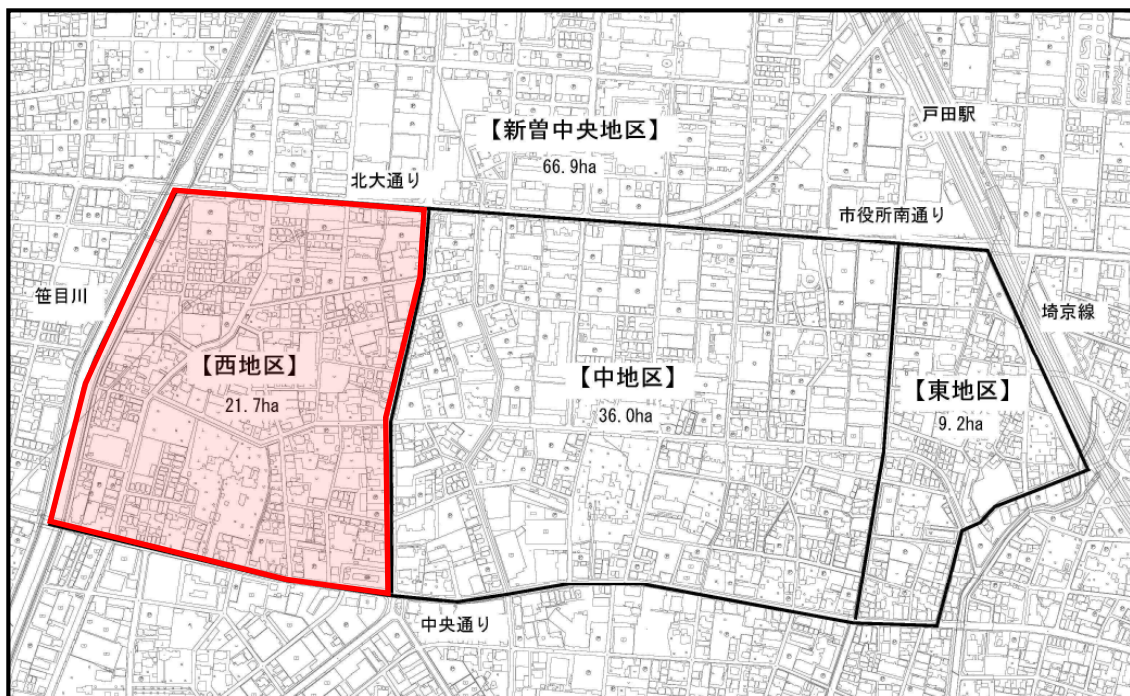 【新曽中央地区】
66.9ha
戸田駅
北大通り
市役所南通り
笹目川
埼京線
【西地区】
21.7ha
【中地区】
36.0ha
【東地区】
9.2ha
中央通り